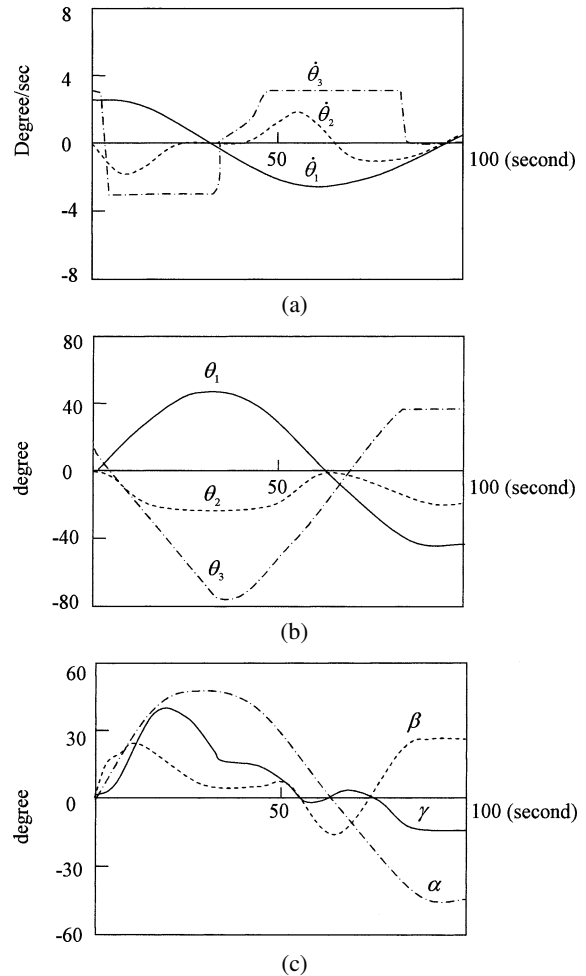 8
4
0
-4
-8
Degree/sec
θ̇₃
θ̇₂
θ̇₁
50
100 (second)
(a)
80
40
0
-40
-80
degree
θ₁
θ₂
θ₃
50
100 (second)
(b)
60
30
0
-30
-60
degree
β
γ
α
50
100 (second)
(c)